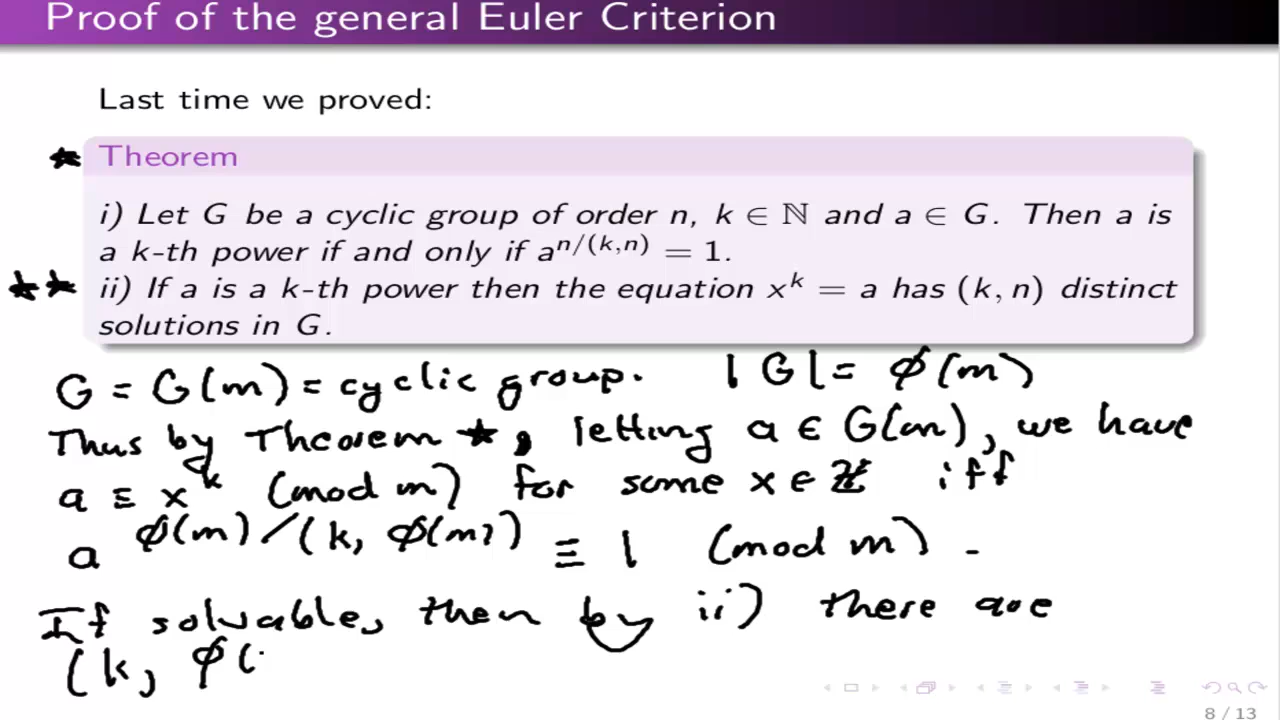 Proof of the general Euler Criterion
Last time we proved:
★ Theorem
i) Let G be a cyclic group of order n, k ∈ ℕ and a ∈ G. Then a is
a k-th power if and only if a^{n/(k,n)} = 1.
★★ ii) If a is a k-th power then the equation x^k = a has (k, n) distinct
solutions in G.
G = G(m) = cyclic group. |G| = ϕ(m)
Thus by Theorem ★, letting a ∈ G(m), we have
a ≡ x^k (mod m) for some x ∈ ℤ iff
a^{ϕ(m)/(k, ϕ(m))} ≡ 1 (mod m).
If solvable, then by ii) there are
(k, ϕ(
8 / 13